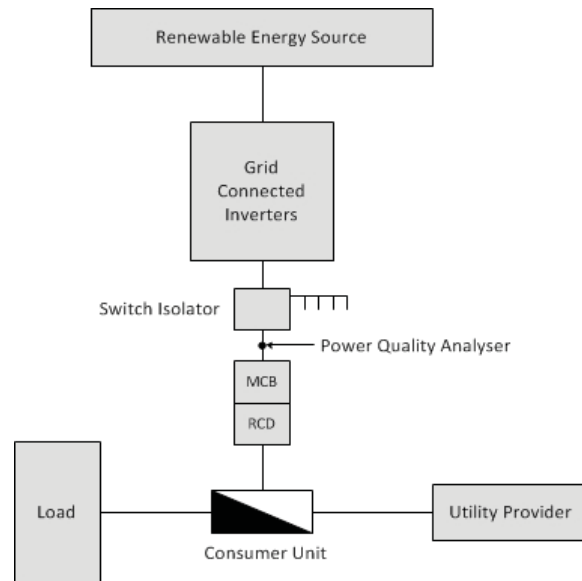 Renewable Energy Source
Grid
Connected
Inverters
Switch Isolator
Power Quality Analyser
MCB
RCD
Load
Utility Provider
Consumer Unit